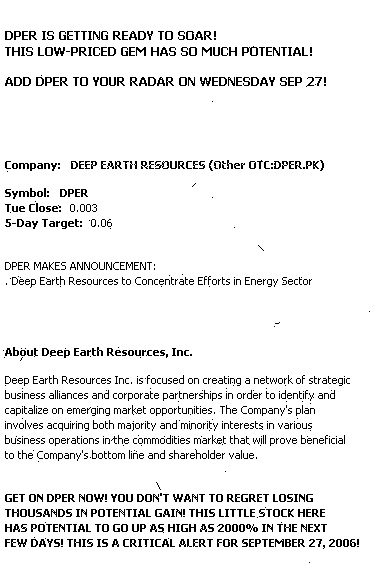 DPER IS GETTING READY TO SOAR!
THIS LOW-PRICED GEM HAS SO MUCH POTENTIAL!
ADD DPER TO YOUR RADAR ON WEDNESDAY SEP 27!
Company: DEEP EARTH RESOURCES (Other OTC:DPER.PK)
Symbol: DPER
Tue Close: 0.003
5-Day Target: 0.06
DPER MAKES ANNOUNCEMENT:
Deep Earth Resources to Concentrate Efforts in Energy Sector
About Deep Earth Resources, Inc.
Deep Earth Resources Inc. is focused on creating a network of strategic
business alliances and corporate partnerships in order to identify and
capitalize on emerging market opportunities. The Company's plan
involves acquiring both majority and minority interests in various
business operations in the commodities market that will prove beneficial
to the Company's bottom line and shareholder value.
GET ON DPER NOW! YOU DON'T WANT TO REGRET LOSING
THOUSANDS IN POTENTIAL GAIN! THIS LITTLE STOCK HERE
HAS POTENTIAL TO GO UP AS HIGH AS 2000% IN THE NEXT
FEW DAYS! THIS IS A CRITICAL ALERT FOR SEPTEMBER 27, 2006!